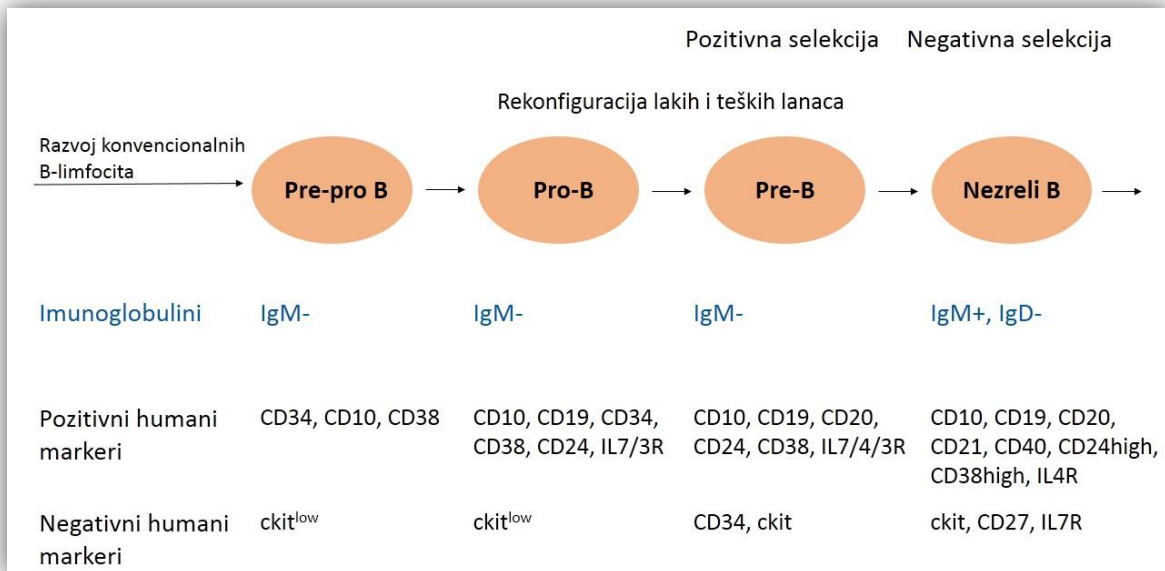 Pozitivna selekcija Negativna selekcija
Rekonfiguracija lakih i teških lanaca
Razvoj konvencionalnih
B-limfocita
Pre-pro B Pro-B Pre-B Nezreli B
Imunoglobulini IgM- IgM- IgM- IgM+, IgD-
Pozitivni humani
markeri
CD34, CD10, CD38
CD10, CD19, CD34,
CD38, CD24, IL7/3R
CD10, CD19, CD20,
CD24, CD38, IL7/4/3R
CD10, CD19, CD20,
CD21, CD40, CD24high,
CD38high, IL4R
Negativni humani
markeri
ckitlow
ckitlow
CD34, ckit
ckit, CD27, IL7R